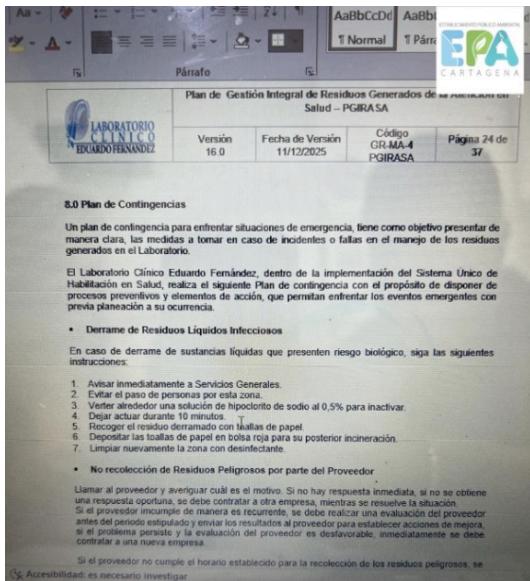 Aa
AaBbCcDd AaBb
¶ Normal ¶ Párra
Párrafo
ESTABLECIMIENTO PÚBLICO AMBIENTAL
EPA
CARTAGENA
LABORATORIO
CLINICO
EDUARDO FERNANDEZ
Plan de Gestión Integral de Residuos Generados de la Atención en
Salud – PGIRASA
Versión
16.0
Fecha de Versión
11/12/2025
Código
GR-MA-4
PGIRASA
Página 24 de
37
8.0 Plan de Contingencias
Un plan de contingencia para enfrentar situaciones de emergencia, tiene como objetivo presentar de
manera clara, las medidas a tomar en caso de incidentes o fallas en el manejo de los residuos
generados en el Laboratorio.
El Laboratorio Clínico Eduardo Fernández, dentro de la implementación del Sistema Único de
Habilitación en Salud, realiza el siguiente Plan de contingencia con el propósito de disponer de
procesos preventivos y elementos de acción, que permitan enfrentar los eventos emergentes con
previa planeación a su ocurrencia.
• Derrame de Residuos Líquidos Infecciosos
En caso de derrame de sustancias líquidas que presenten riesgo biológico, siga las siguientes
instrucciones:
1. Avisar inmediatamente a Servicios Generales.
2. Evitar el paso de personas por esta zona.
3. Verter alrededor una solución de hipoclorito de sodio al 0,5% para inactivar.
4. Dejar actuar durante 10 minutos.
5. Recoger el residuo derramado con toallas de papel.
6. Depositar las toallas de papel en bolsa roja para su posterior incineración.
7. Limpiar nuevamente la zona con desinfectante.
• No recolección de Residuos Peligrosos por parte del Proveedor
Llamar al proveedor y averiguar cuál es el motivo. Si no hay respuesta inmediata, si no se obtiene
una respuesta oportuna, se debe contratar a otra empresa, mientras se resuelve la situación.
Si el proveedor incumple de manera es recurrente, se debe realizar una evaluación del proveedor
antes del periodo estipulado y enviar los resultados al proveedor para establecer acciones de mejora,
si el problema persiste y la evaluación del proveedor es desfavorable, inmediatamente se debe
contratar a una nueva empresa.
Si el proveedor no cumple el horario establecido para la recolección de los residuos peligrosos, se
Accesibilidad: es necesario investigar